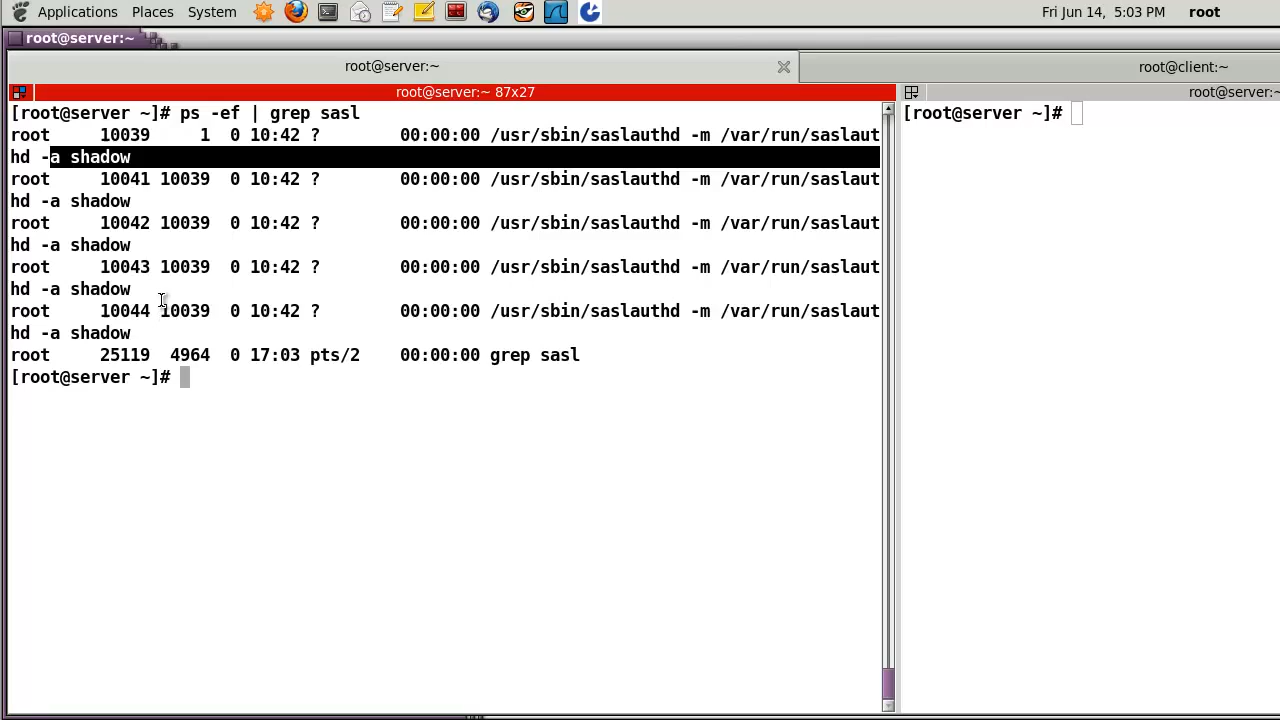 Applications Places System Fri Jun 14, 5:03 PM root
root@server:~
root@server:~ root@client:~
root@server:~ 87x27 root@server:~
[root@server ~]# ps -ef | grep sasl
root     10039     1  0 10:42 ?        00:00:00 /usr/sbin/saslauthd -m /var/run/saslaut
hd -a shadow
root     10041 10039  0 10:42 ?        00:00:00 /usr/sbin/saslauthd -m /var/run/saslaut
hd -a shadow
root     10042 10039  0 10:42 ?        00:00:00 /usr/sbin/saslauthd -m /var/run/saslaut
hd -a shadow
root     10043 10039  0 10:42 ?        00:00:00 /usr/sbin/saslauthd -m /var/run/saslaut
hd -a shadow
root     10044 10039  0 10:42 ?        00:00:00 /usr/sbin/saslauthd -m /var/run/saslaut
hd -a shadow
root     25119  4964  0 17:03 pts/2    00:00:00 grep sasl
[root@server ~]#
[root@server ~]#